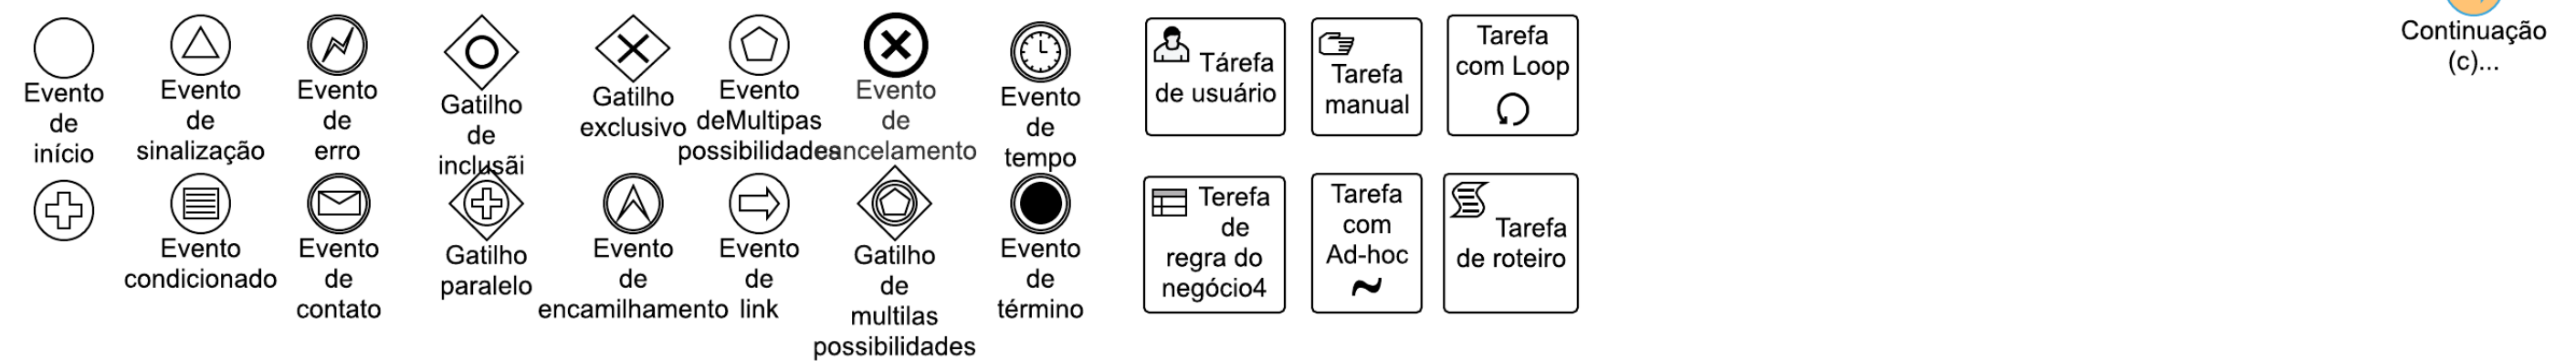 Evento
de
início
Evento
de
sinalização
Evento
de
erro
Gatilho
de
inclusãi
Gatilho
exclusivo
Evento
deMultipas
possibilidades
Evento
de
cancelamento
Evento
de
tempo
Tárefa
de usuário
Tarefa
manual
Tarefa
com Loop
Continuação
(c)...
Evento
condicionado
Evento
de
contato
Gatilho
paralelo
Evento
de
encamilhamento
Evento
de
link
Gatilho
de
multilas
possibilidades
Evento
de
término
Terefa
de
regra do
negócio4
Tarefa
com
Ad-hoc
Tarefa
de roteiro